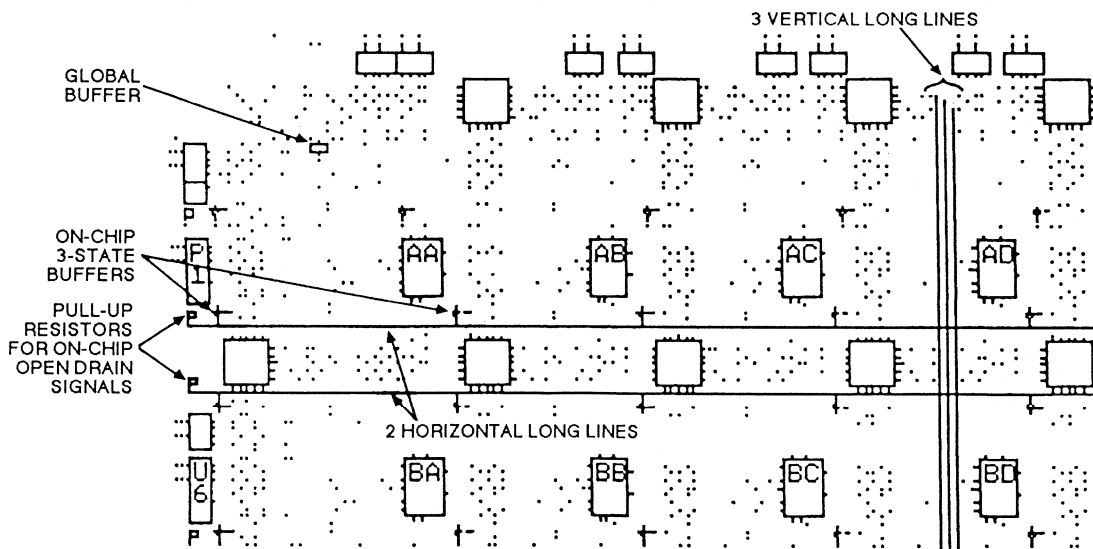 3 VERTICAL LONG LINES
GLOBAL
BUFFER
ON-CHIP
3-STATE
BUFFERS
P
1
AA
AB
AC
AD
PULL-UP
RESISTORS
FOR ON-CHIP
OPEN DRAIN
SIGNALS
2 HORIZONTAL LONG LINES
U
6
BA
BB
BC
BD